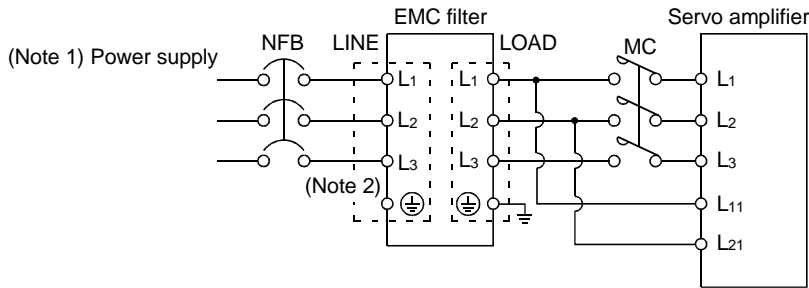 EMC filter
Servo amplifier
(Note 1) Power supply
NFB
LINE
LOAD
MC
L1 L1 L1
L2 L2 L2
L3 L3 L3
(Note 2)
L11
L21